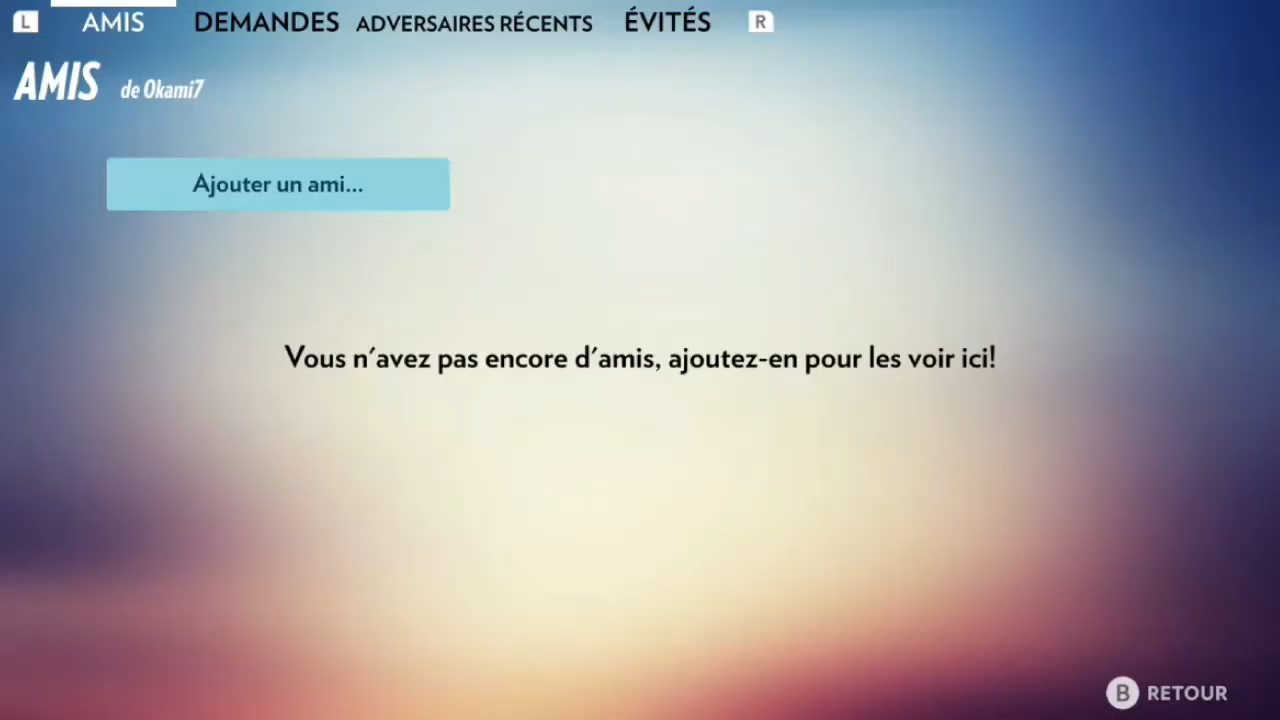 L AMIS DEMANDES ADVERSAIRES RÉCENTS ÉVITÉS R
AMIS de Okami7
Ajouter un ami...
Vous n'avez pas encore d'amis, ajoutez-en pour les voir ici!
B RETOUR